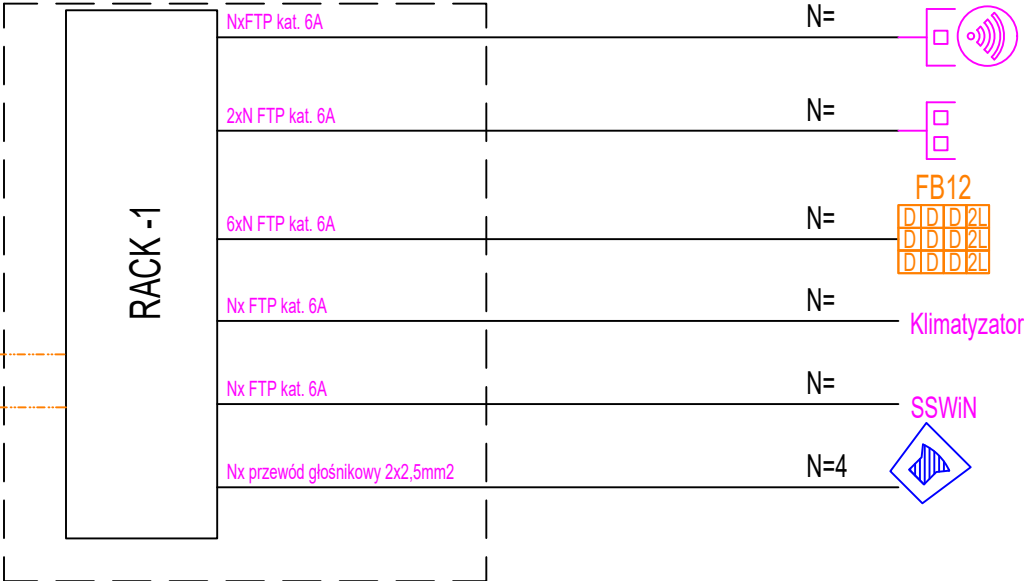 NxFTP kat. 6A
N=
2xN FTP kat. 6A
N=
FB12
6xN FTP kat. 6A
N=
D D D 2L
D D D 2L
D D D 2L
RACK -1
Nx FTP kat. 6A
N=
Klimatyzator
Nx FTP kat. 6A
N=
SSWiN
Nx przewód głośnikowy 2x2,5mm2
N=4